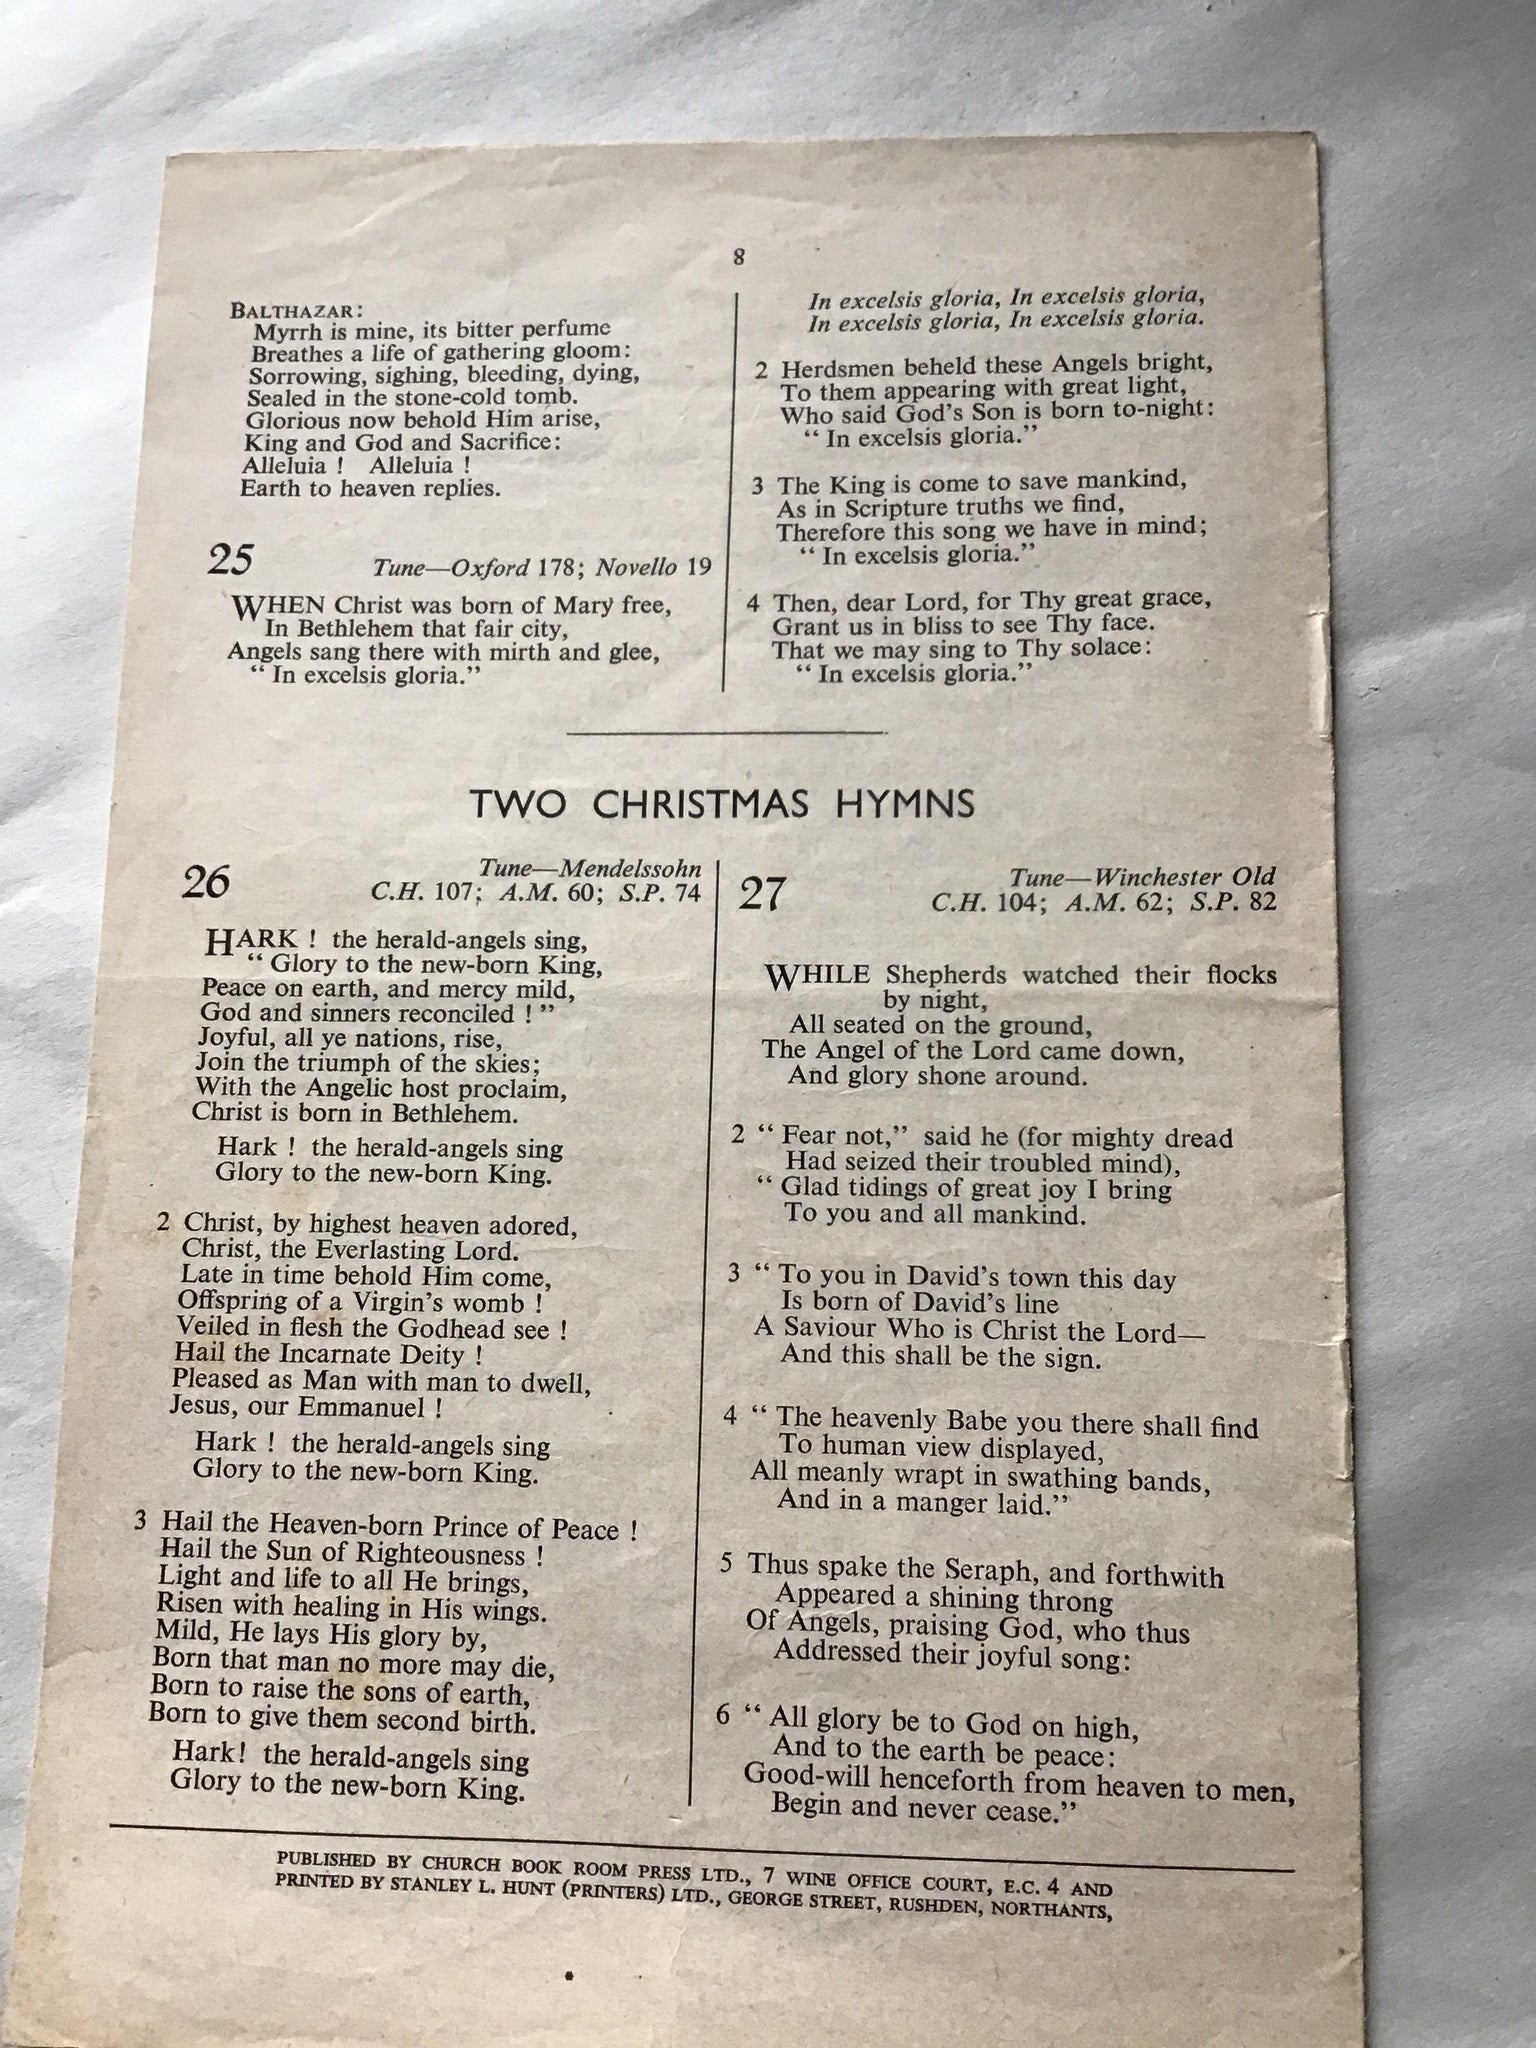 8
BALTHAZAR:
Myrrh is mine, its bitter perfume
Breathes a life of gathering gloom:
Sorrowing, sighing, bleeding, dying,
Sealed in the stone-cold tomb.
Glorious now behold Him arise,
King and God and Sacrifice:
Alleluia ! Alleluia !
Earth to heaven replies.
25 Tune—Oxford 178; Novello 19
WHEN Christ was born of Mary free,
In Bethlehem that fair city,
Angels sang there with mirth and glee,
“ In excelsis gloria.”
In excelsis gloria, In excelsis gloria,
In excelsis gloria, In excelsis gloria.
2 Herdsmen beheld these Angels bright,
To them appearing with great light,
Who said God's Son is born to-night:
“ In excelsis gloria.”
3 The King is come to save mankind,
As in Scripture truths we find,
Therefore this song we have in mind;
“ In excelsis gloria.”
4 Then, dear Lord, for Thy great grace,
Grant us in bliss to see Thy face.
That we may sing to Thy solace:
“ In excelsis gloria.”
TWO CHRISTMAS HYMNS
26 Tune—Mendelssohn
C.H. 107; A.M. 60; S.P. 74
HARK ! the herald-angels sing,
“ Glory to the new-born King,
Peace on earth, and mercy mild,
God and sinners reconciled ! ”
Joyful, all ye nations, rise,
Join the triumph of the skies;
With the Angelic host proclaim,
Christ is born in Bethlehem.
Hark ! the herald-angels sing
Glory to the new-born King.
2 Christ, by highest heaven adored,
Christ, the Everlasting Lord.
Late in time behold Him come,
Offspring of a Virgin's womb !
Veiled in flesh the Godhead see !
Hail the Incarnate Deity !
Pleased as Man with man to dwell,
Jesus, our Emmanuel !
Hark ! the herald-angels sing
Glory to the new-born King.
3 Hail the Heaven-born Prince of Peace !
Hail the Sun of Righteousness !
Light and life to all He brings,
Risen with healing in His wings.
Mild, He lays His glory by,
Born that man no more may die,
Born to raise the sons of earth,
Born to give them second birth.
Hark! the herald-angels sing
Glory to the new-born King.
27 Tune—Winchester Old
C.H. 104; A.M. 62; S.P. 82
WHILE Shepherds watched their flocks
by night,
All seated on the ground,
The Angel of the Lord came down,
And glory shone around.
2 “ Fear not,” said he (for mighty dread
Had seized their troubled mind),
“ Glad tidings of great joy I bring
To you and all mankind.
3 “ To you in David's town this day
Is born of David's line
A Saviour Who is Christ the Lord—
And this shall be the sign.
4 “ The heavenly Babe you there shall find
To human view displayed,
All meanly wrapt in swathing bands,
And in a manger laid.”
5 Thus spake the Seraph, and forthwith
Appeared a shining throng
Of Angels, praising God, who thus
Addressed their joyful song:
6 “ All glory be to God on high,
And to the earth be peace:
Good-will henceforth from heaven to men,
Begin and never cease.”
PUBLISHED BY CHURCH BOOK ROOM PRESS LTD., 7 WINE OFFICE COURT, E.C. 4 AND
PRINTED BY STANLEY L. HUNT (PRINTERS) LTD., GEORGE STREET, RUSHDEN, NORTHANTS,